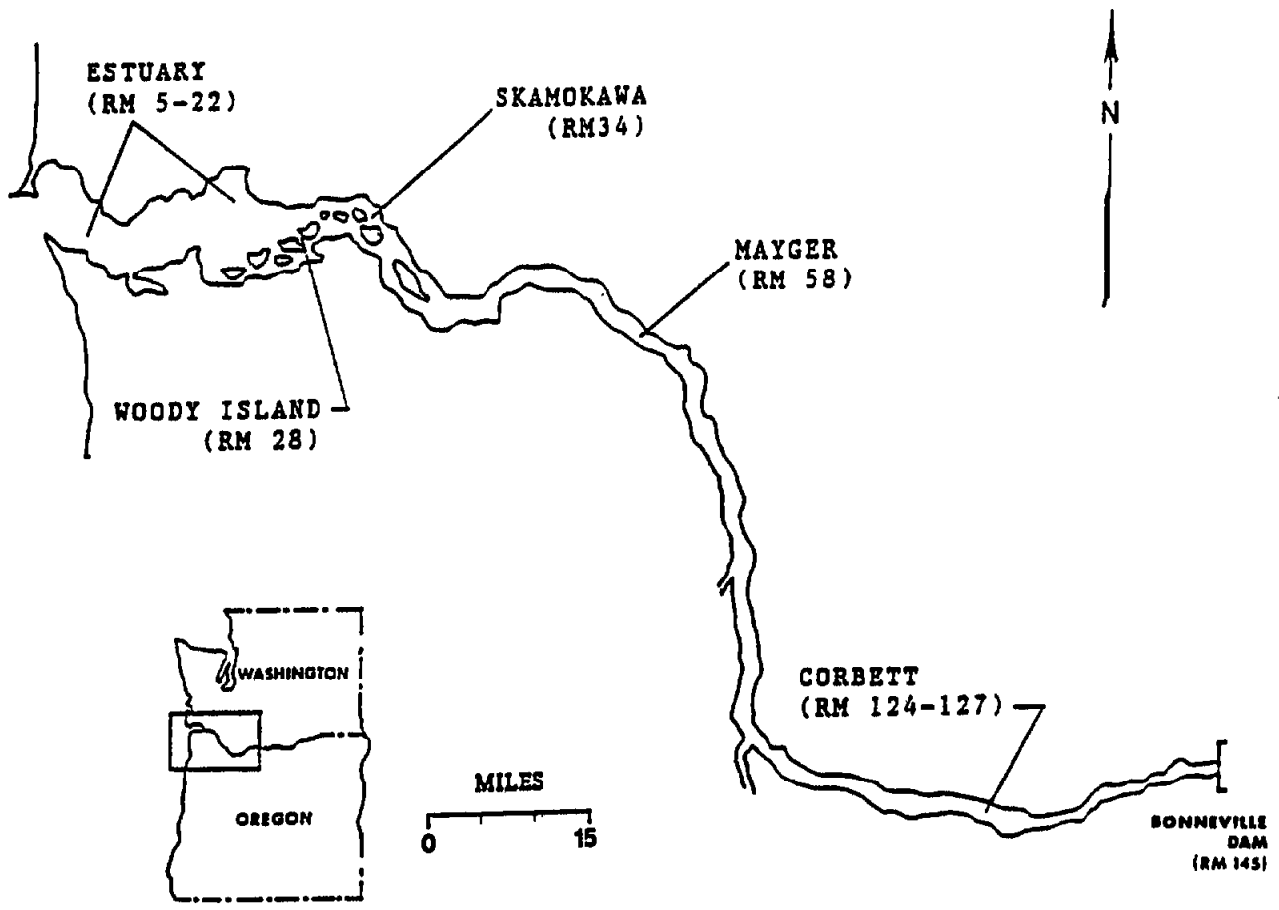 ESTUARY
(RM 5-22)
SKAMOKAWA
(RM34)
N
MAYGER
(RM 58)
WOODY ISLAND
(RM 28)
WASHINGTON
OREGON
CORBETT
(RM 124-127)
MILES
0 15
BONNEVILLE
DAM
(RM 145)